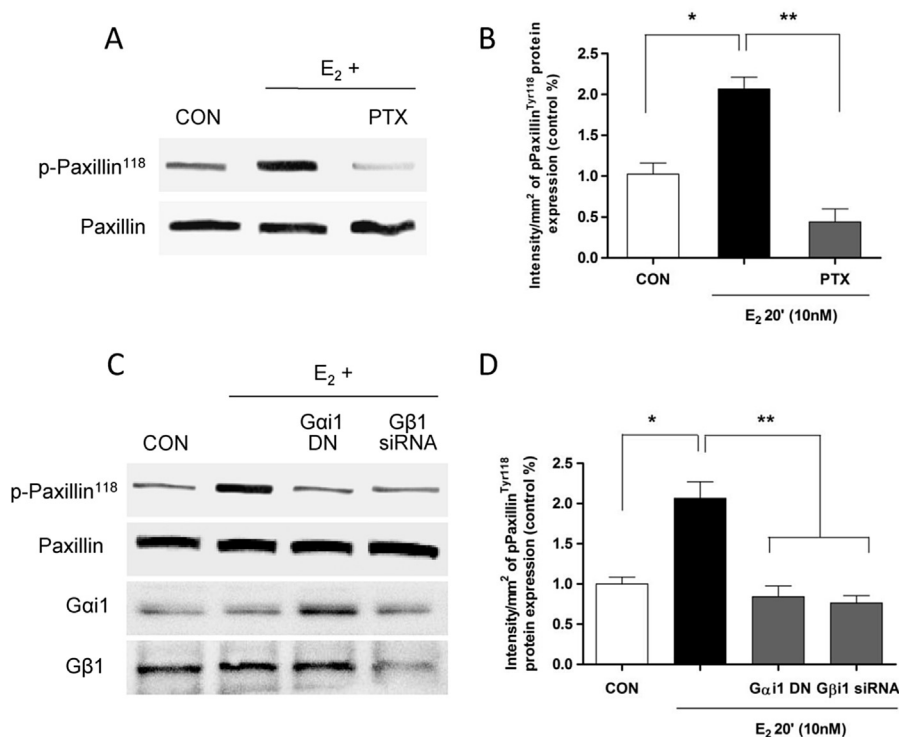 A
E₂ +
CON
PTX
p-Paxillin¹¹⁸
Paxillin
B
Intensity/mm² of pPaxillinᵀʸʳ¹¹⁸ protein
expression (control %)
2.5
2.0
1.5
1.0
0.5
0.0
*
**
CON
PTX
E₂ 20' (10nM)
C
E₂ +
CON
Gαi1
DN
Gβ1
siRNA
p-Paxillin¹¹⁸
Paxillin
Gαi1
Gβ1
D
Intensity/mm² of pPaxillinᵀʸʳ¹¹⁸
protein expression (control %)
2.5
2.0
1.5
1.0
0.5
0.0
*
**
CON
Gαi1 DN
Gβi1 siRNA
E₂ 20' (10nM)